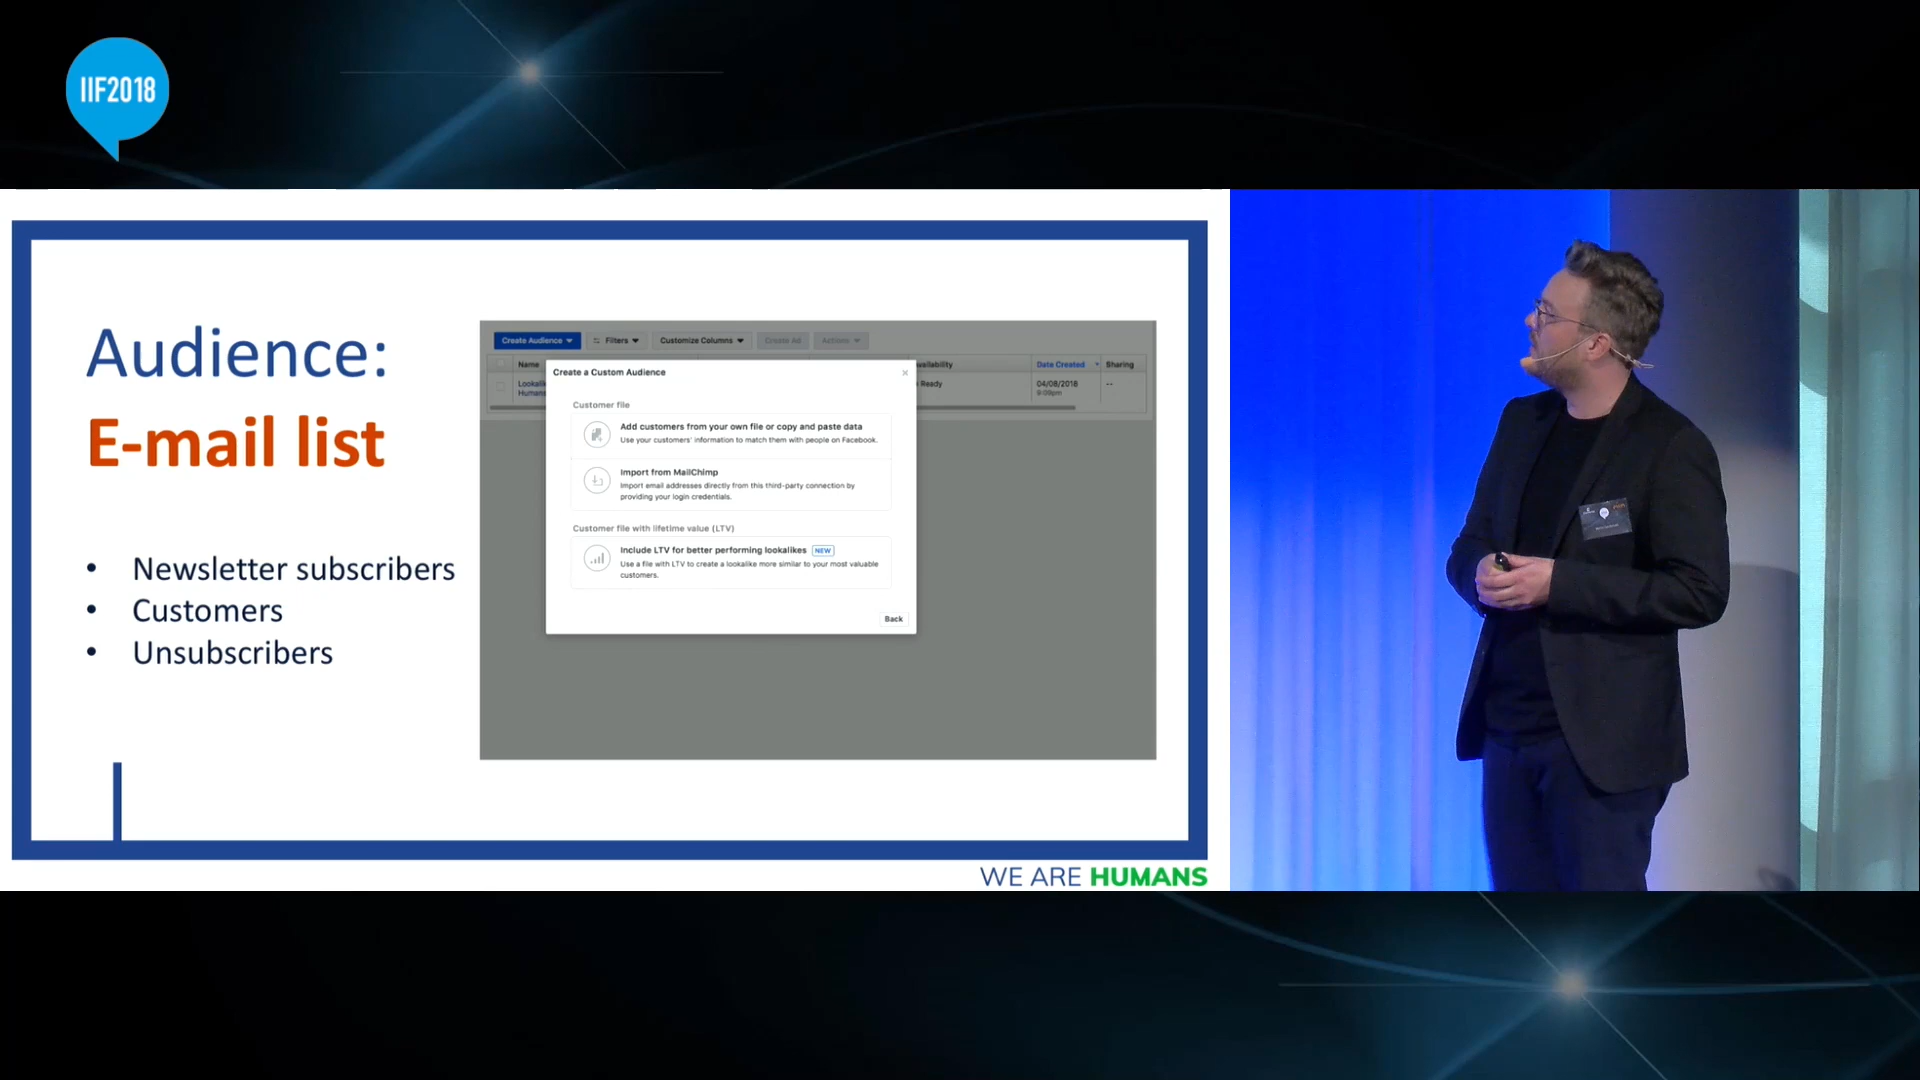 IIF2018
Audience:
E-mail list
• Newsletter subscribers
• Customers
• Unsubscribers
Create Audience
Filters
Customize Columns
Create Ad
Actions
Name
Date Created
Sharing
Ready
04/08/2018
9:09pm
--
Humans
Create a Custom Audience
×
Customer file
Add customers from your own file or copy and paste data
Use your customers' information to match them with people on Facebook.
Import from MailChimp
Import email addresses directly from this third-party connection by
providing your login credentials.
Customer file with lifetime value (LTV)
Include LTV for better performing lookalikes NEW
Use a file with LTV to create a lookalike more similar to your most valuable
customers.
Back
WE ARE HUMANS